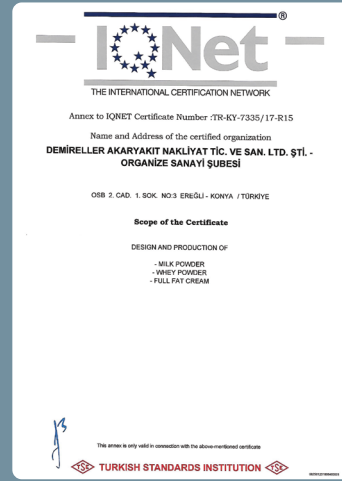 IQNet ®
THE INTERNATIONAL CERTIFICATION NETWORK
Annex to IQNET Certificate Number :TR-KY-7335/17-R15
Name and Address of the certified organization
DEMİRELLER AKARYAKIT NAKLİYAT TİC. VE SAN. LTD. ŞTİ. -
ORGANİZE SANAYİ ŞUBESİ
OSB 2. CAD. 1. SOK. NO:3 EREĞLİ - KONYA / TÜRKİYE
Scope of the Certificate
DESIGN AND PRODUCTION OF
- MILK POWDER
- WHEY POWDER
- FULL FAT CREAM
This annex is only valid in connection with the above-mentioned certificate
TSE TURKISH STANDARDS INSTITUTION TSE